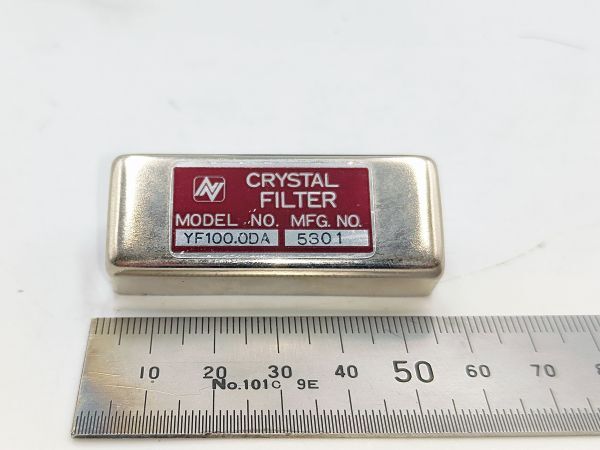 CRYSTAL
FILTER
MODEL NO. MFG. NO.
YF100.0DA 5301
10 20 30 40 50 60 70 8
No.101C 9E